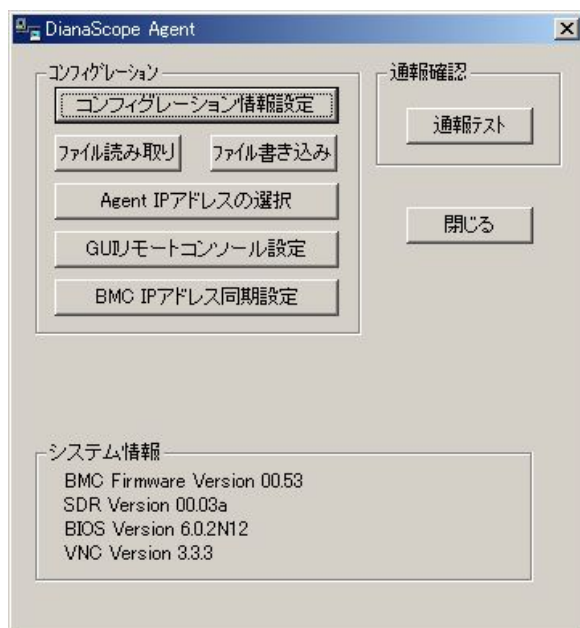 DianaScope Agent
コンフィグレーション
コンフィグレーション情報設定
ファイル読み取り
ファイル書き込み
Agent IPアドレスの選択
GUIリモートコンソール設定
BMC IPアドレス同期設定
通報確認
通報テスト
閉じる
システム情報
BMC Firmware Version 00.53
SDR Version 00.03a
BIOS Version 6.0.2N12
VNC Version 3.3.3